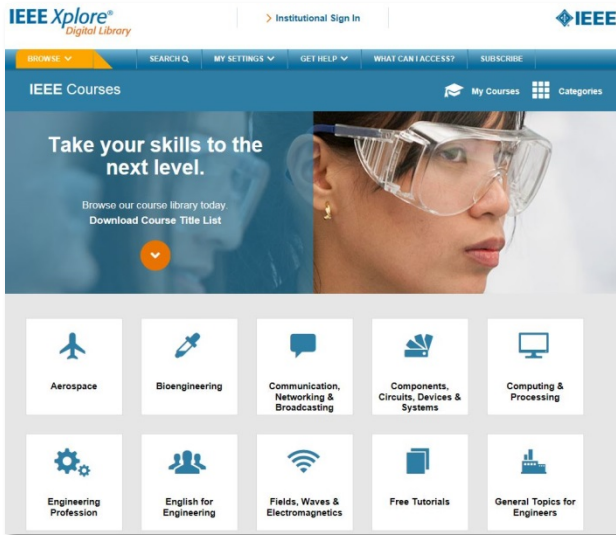 IEEE Xplore®
Digital Library
> Institutional Sign In
IEEE
BROWSE
SEARCH
MY SETTINGS
GET HELP
WHAT CAN I ACCESS?
SUBSCRIBE
IEEE Courses
My Courses
Categories
Take your skills to the
next level.
Browse our course library today.
Download Course Title List
Aerospace
Bioengineering
Communication,
Networking &
Broadcasting
Components,
Circuits, Devices &
Systems
Computing &
Processing
Engineering
Profession
English for
Engineering
Fields, Waves &
Electromagnetics
Free Tutorials
General Topics for
Engineers